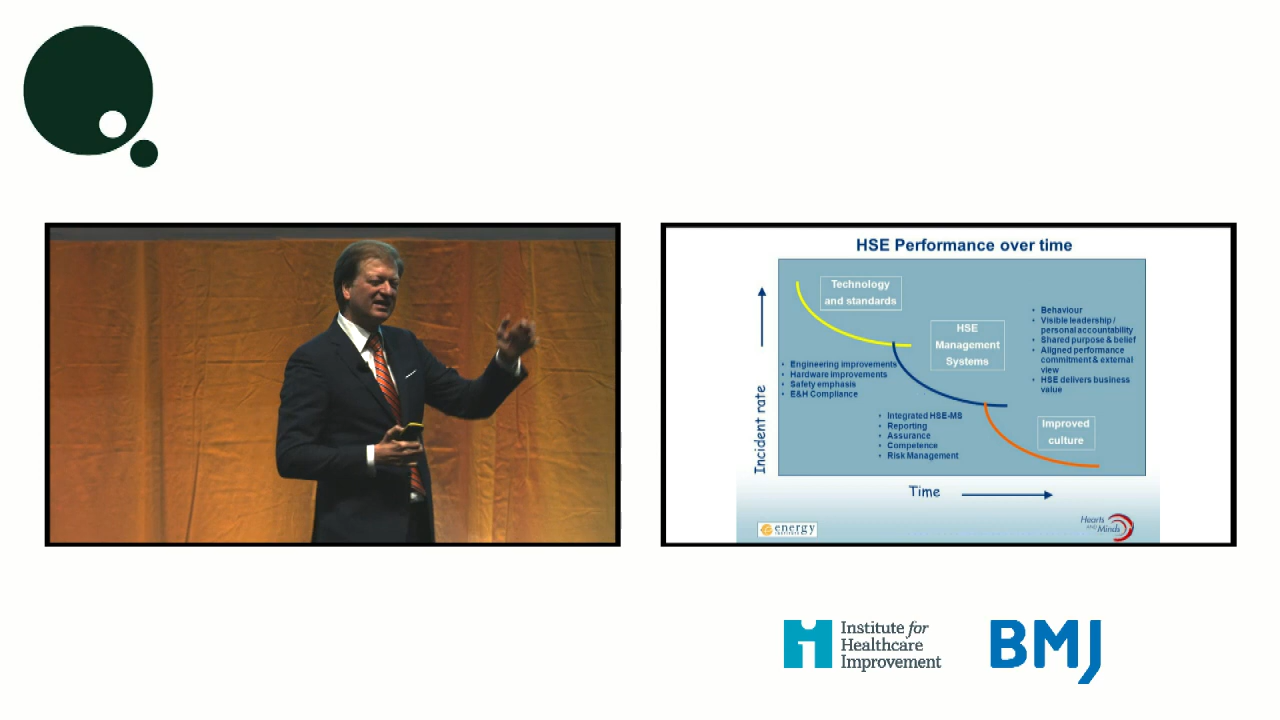 HSE Performance over time
Technology
and standards
HSE
Management
Systems
• Behaviour
• Visible leadership /
personal accountability
• Shared purpose & belief
• Aligned performance
commitment & external
view
• HSE delivers business
value
• Engineering improvements
• Hardware improvements
• Safety emphasis
• E&H Compliance
• Integrated HSE-MS
• Reporting
• Assurance
• Competence
• Risk Management
Improved
culture
Incident rate
Time
energy
INSTITUTE
Hearts
AND Minds
Institute for
Healthcare
Improvement
BMJ